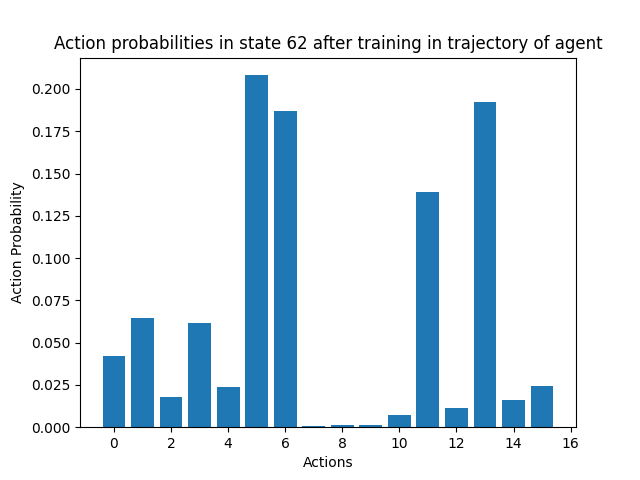 Action probabilities in state 62 after training in trajectory of agent
0.200
0.175
0.150
0.125
0.100
0.075
0.050
0.025
0.000
Action Probability
0 2 4 6 8 10 12 14 16
Actions